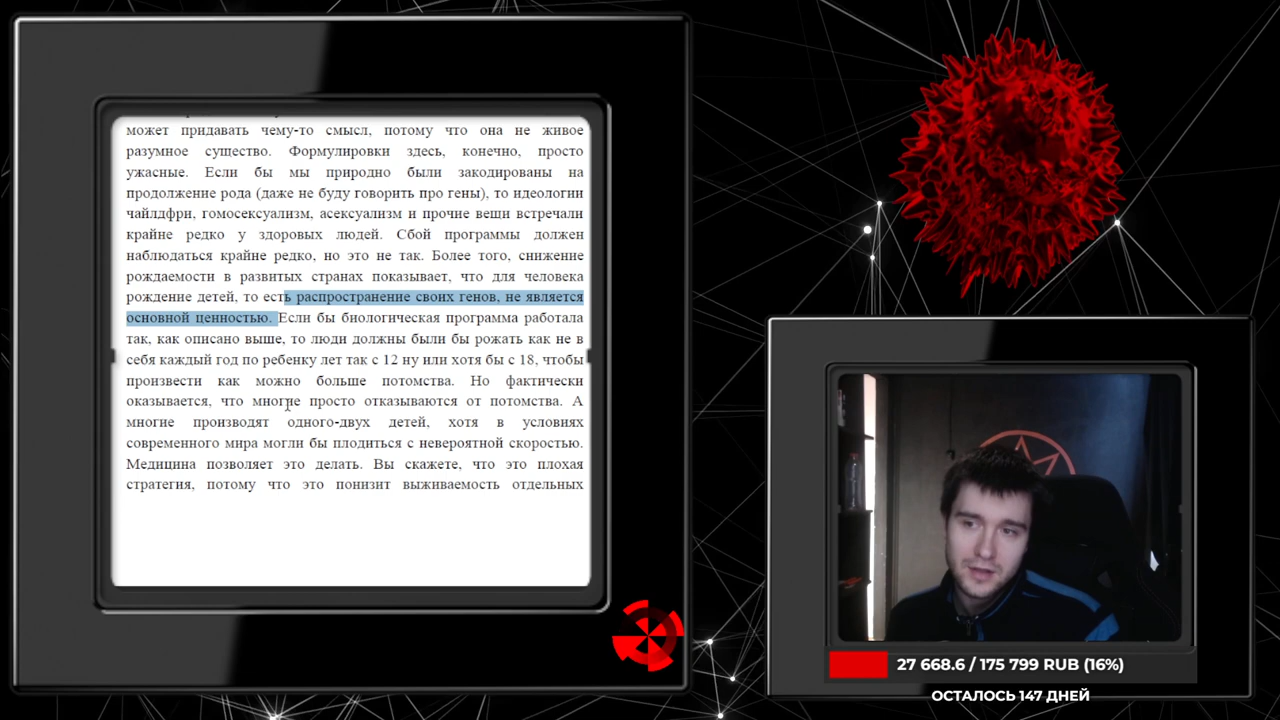 может придавать чему-то смысл, потому что она не живое
разумное существо. Формулировки здесь, конечно, просто
ужасные. Если бы мы природно были закодированы на
продолжение рода (даже не буду говорить про гены), то идеологии
чайлдфри, гомосексуализм, асексуализм и прочие вещи встречали
крайне редко у здоровых людей. Сбой программы должен
наблюдаться крайне редко, но это не так. Более того, снижение
рождаемости в развитых странах показывает, что для человека
рождение детей, то есть распространение своих генов, не является
основной ценностью. Если бы биологическая программа работала
так, как описано выше, то люди должны были бы рожать как не в
себя каждый год по ребенку лет так с 12 ну или хотя бы с 18, чтобы
произвести как можно больше потомства. Но фактически
оказывается, что многие просто отказываются от потомства. А
многие производят одного-двух детей, хотя в условиях
современного мира могли бы плодиться с невероятной скоростью.
Медицина позволяет это делать. Вы скажете, что это плохая
стратегия, потому что это понизит выживаемость отдельных
27 668.6 / 175 799 RUB (16%)
ОСТАЛОСЬ 147 ДНЕЙ